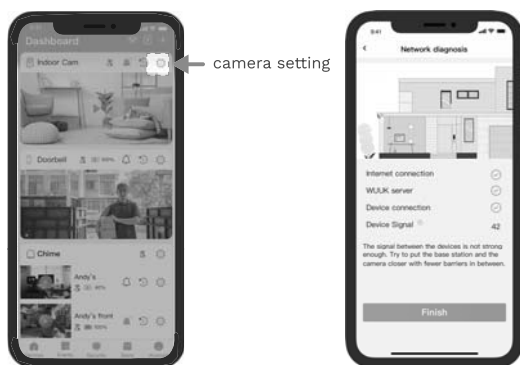 Dashboard
Indoor Cam
camera setting
Doorbell
Chime
Andy's
Andy's front
9:41
Network diagnosis
Internet connection
WUUK server
Device connection
Device Signal
42
The signal between the devices is not strong
enough. Try to put the base station and the
camera closer with fewer barriers in between.
Finish